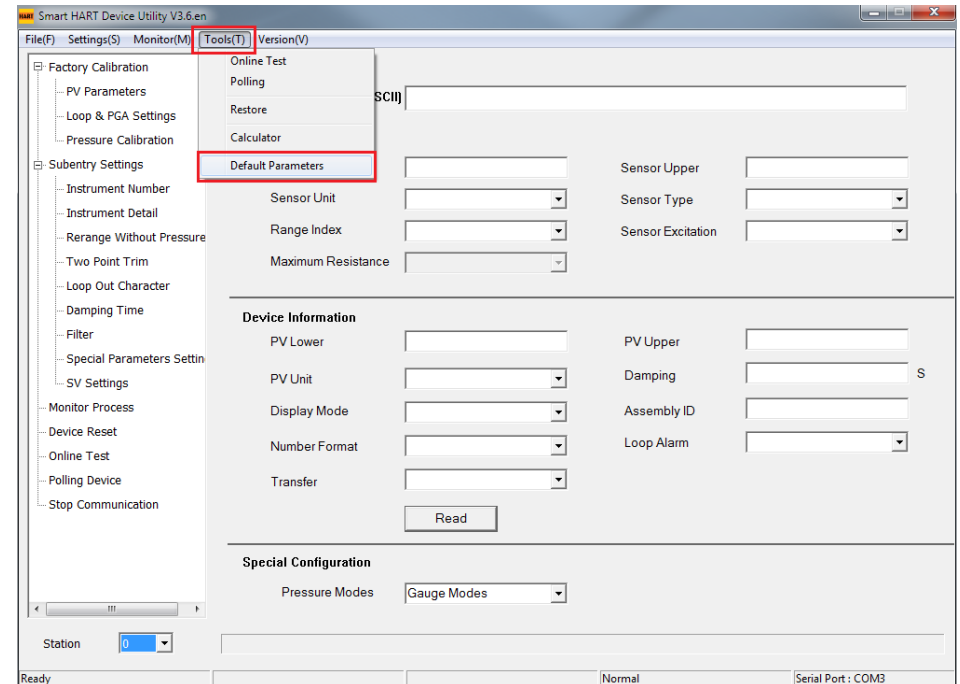 HART Smart HART Device Utility V3.6.en
File(F) Settings(S) Monitor(M) Tools(T) Version(V)
Online Test
Polling
Restore
Calculator
Default Parameters
Factory Calibration
PV Parameters
Loop & PGA Settings
Pressure Calibration
Subentry Settings
Instrument Number
Instrument Detail
Rerange Without Pressure
Two Point Trim
Loop Out Character
Damping Time
Filter
Special Parameters Settin
SV Settings
Monitor Process
Device Reset
Online Test
Polling Device
Stop Communication
SCII)
Sensor Upper
Sensor Unit
Sensor Type
Range Index
Sensor Excitation
Maximum Resistance
Device Information
PV Lower
PV Upper
PV Unit
Damping
S
Display Mode
Assembly ID
Number Format
Loop Alarm
Transfer
Read
Special Configuration
Pressure Modes
Gauge Modes
Station 0
Ready
Normal
Serial Port : COM3